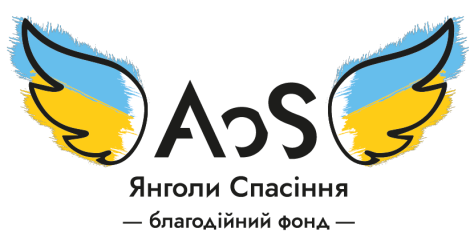 AoS
Янголи Спасіння
— благодійний фонд —